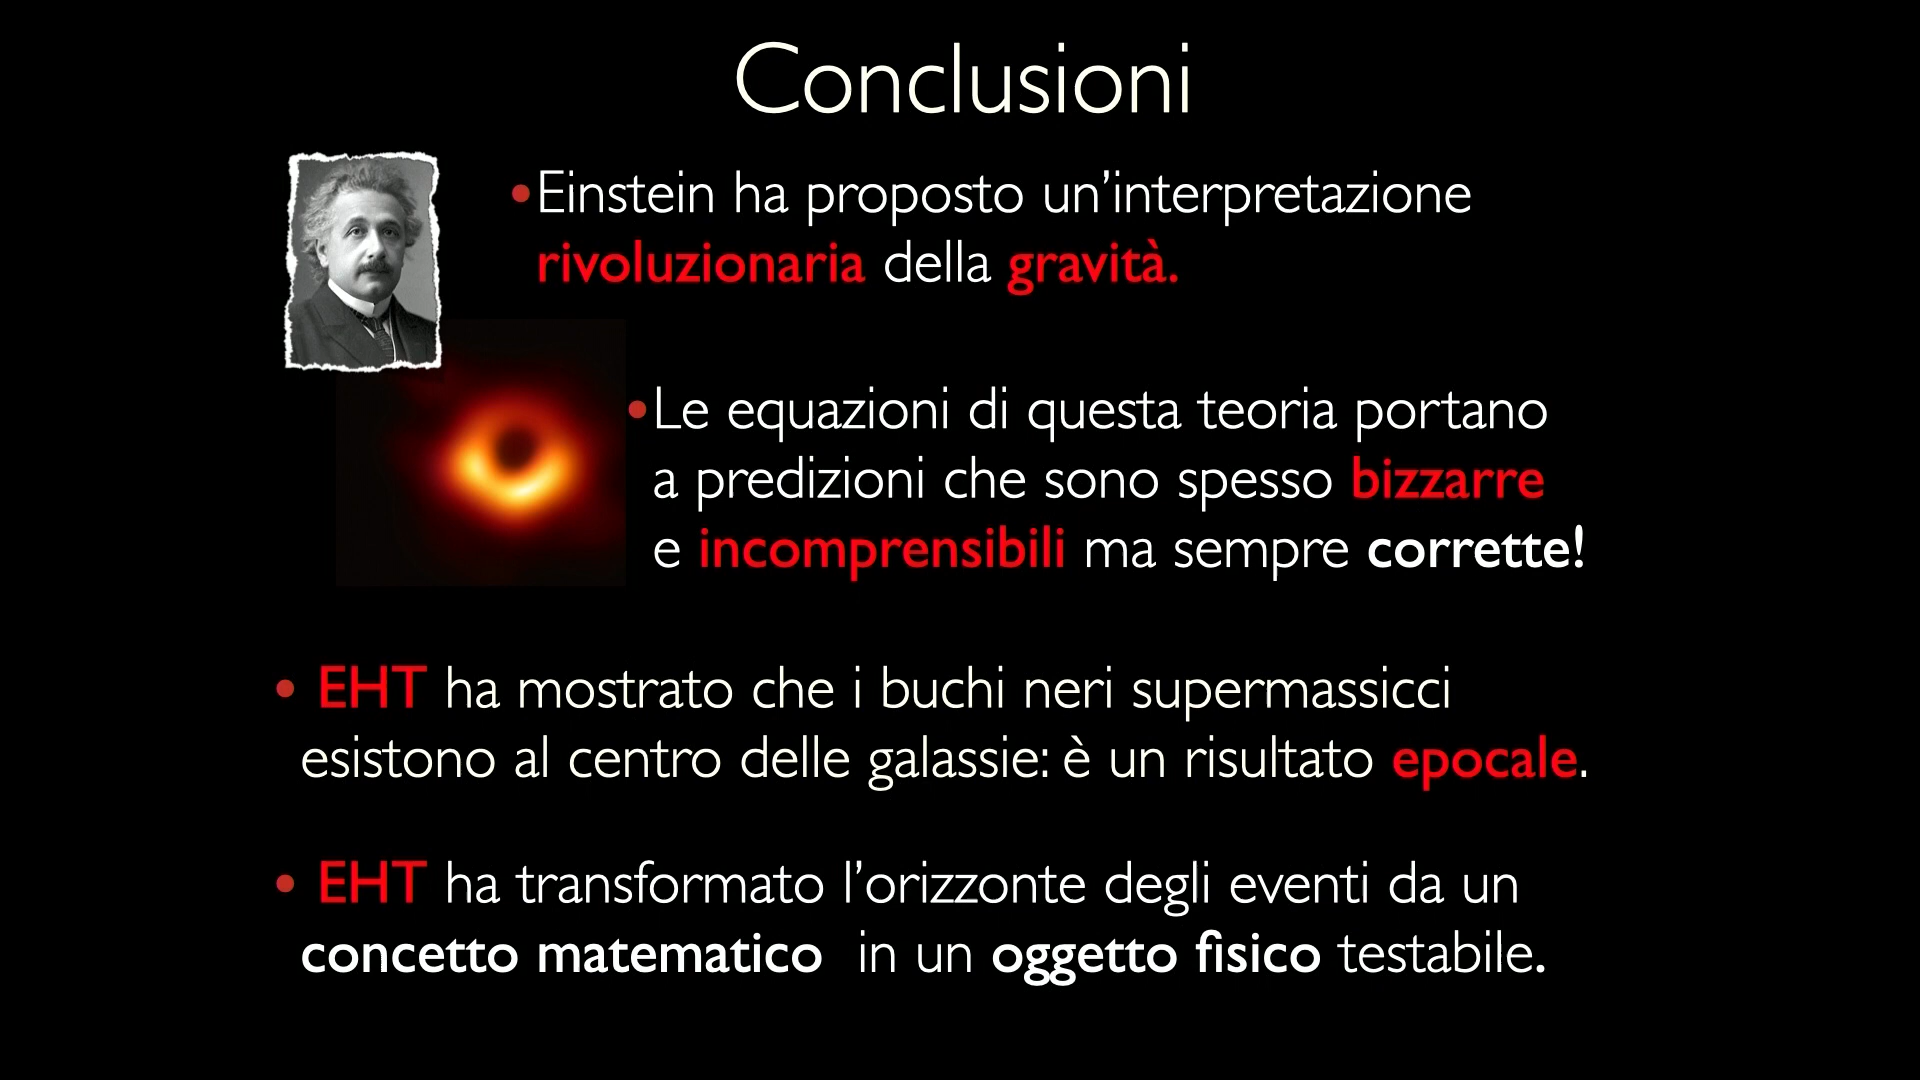 Conclusioni
•Einstein ha proposto un’interpretazione
rivoluzionaria della gravità.
•Le equazioni di questa teoria portano
a predizioni che sono spesso bizzarre
e incomprensibili ma sempre corrette!
• EHT ha mostrato che i buchi neri supermassicci
esistono al centro delle galassie: è un risultato epocale.
• EHT ha transformato l’orizzonte degli eventi da un
concetto matematico in un oggetto fisico testabile.